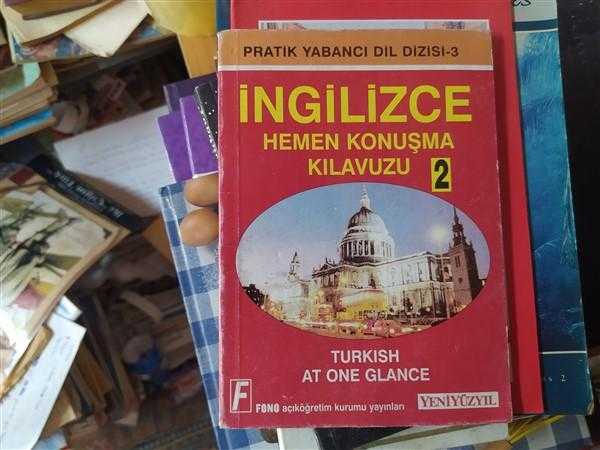 PRATİK YABANCI DİL DİZİSİ-3
İNGİLİZCE
HEMEN KONUŞMA
KILAVUZU 2
TURKISH
AT ONE GLANCE
F FONO açıköğretim kurumu yayınları
YENİYÜZYIL